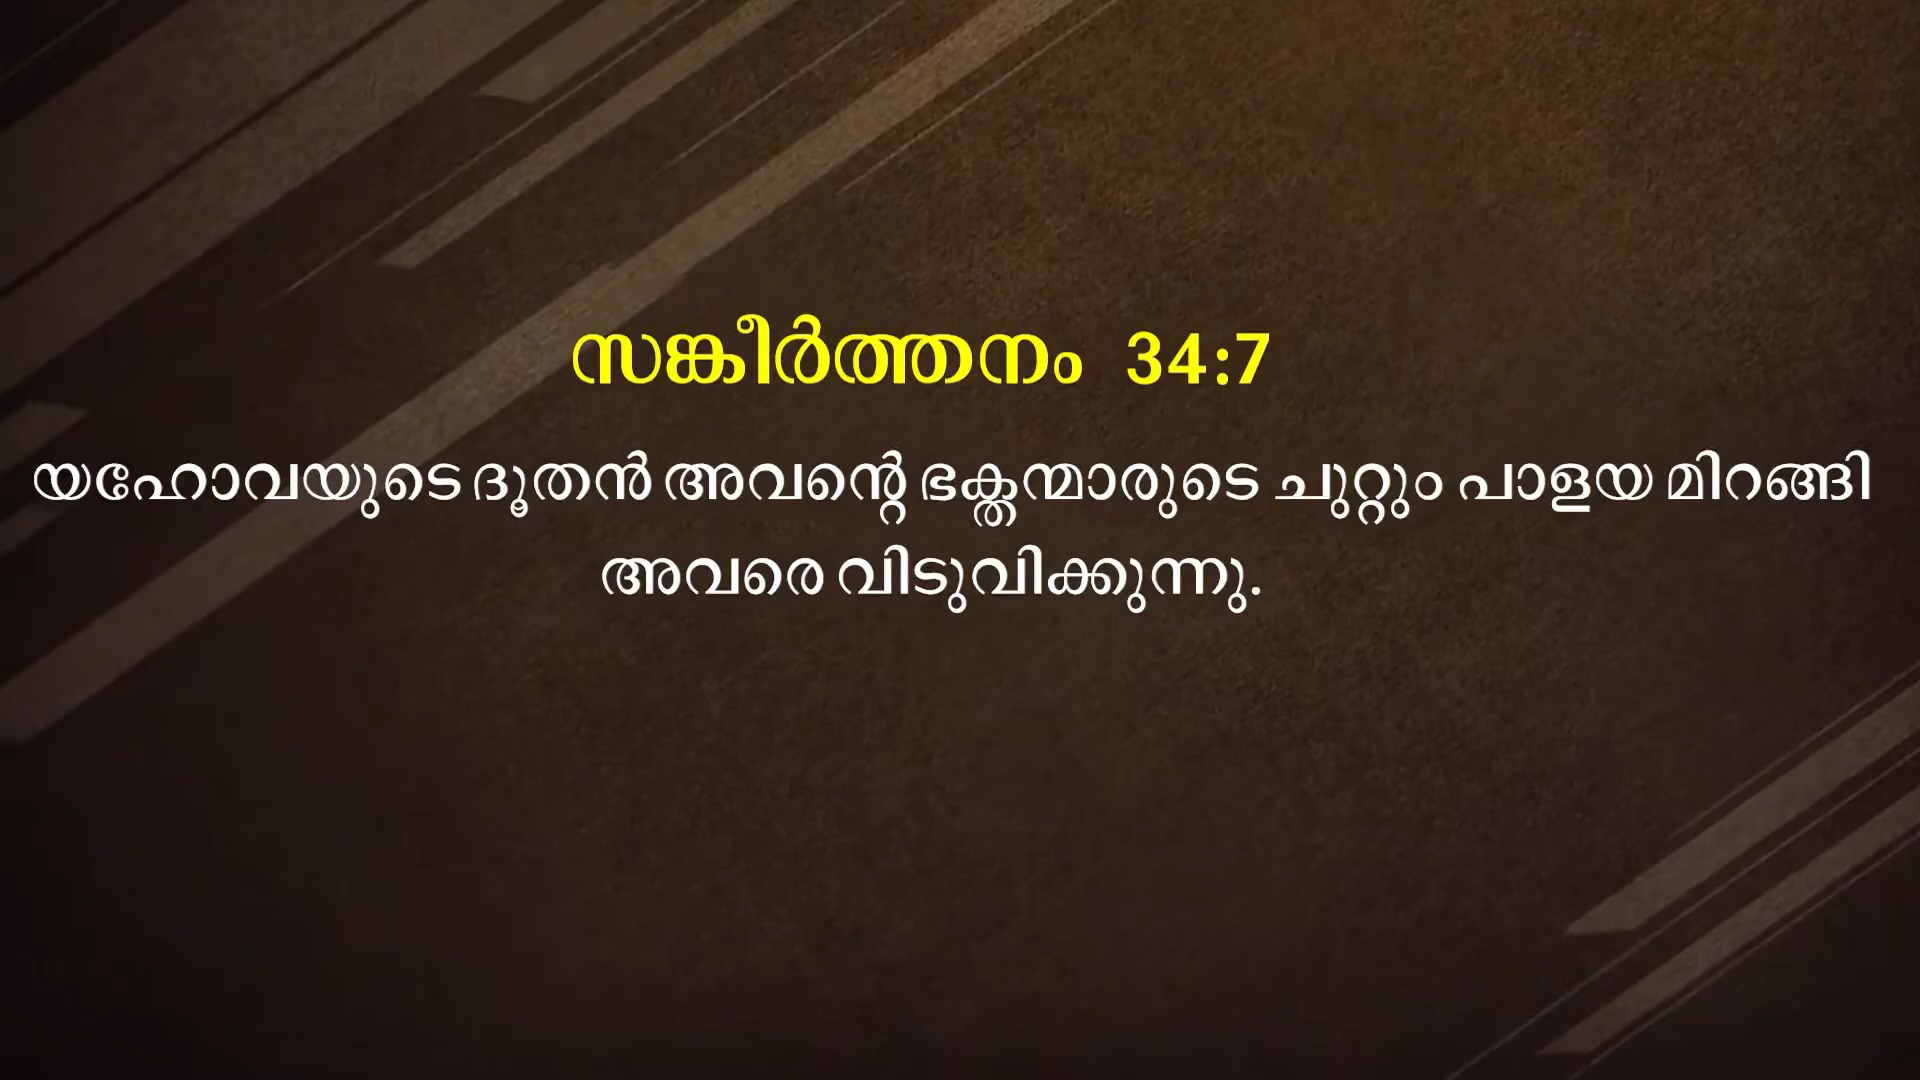 സങ്കീർത്തനം 34:7
യഹോവയുടെ ദൂതൻ അവന്റെ ഭക്തന്മാരുടെ ചുറ്റും പാളയ മിറങ്ങി
അവരെ വിടുവിക്കുന്നു.